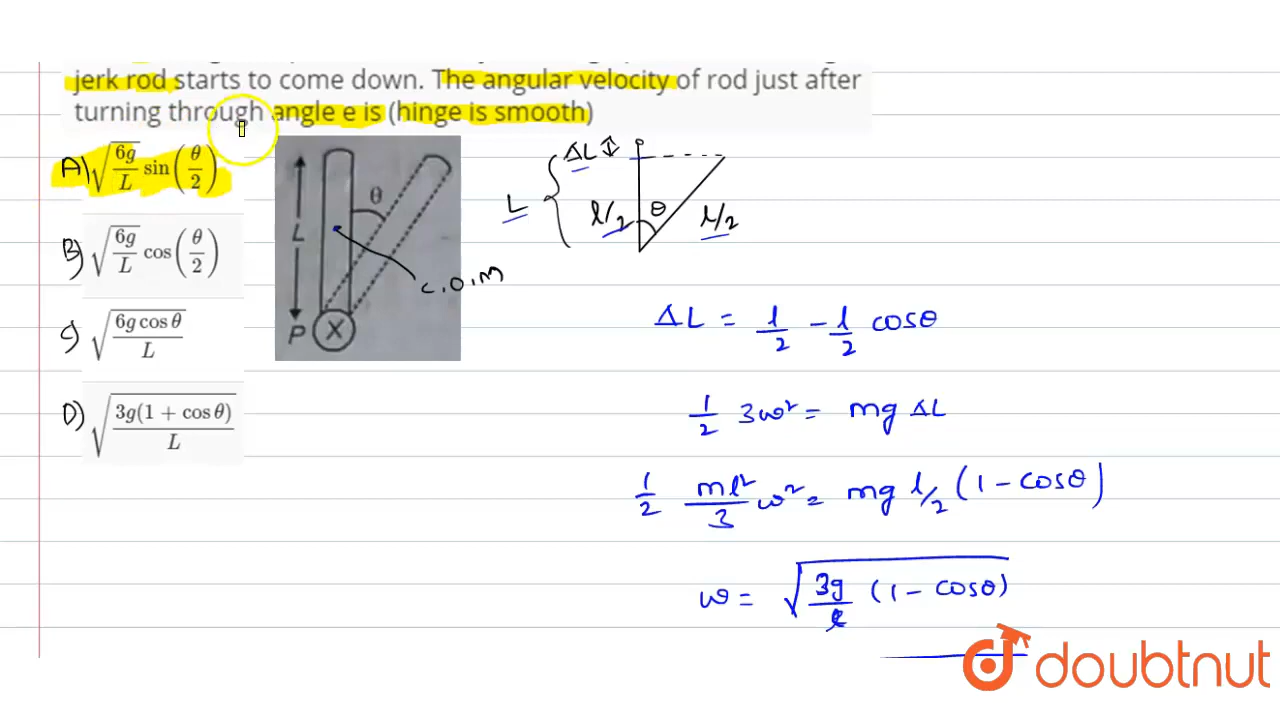 jerk rod starts to come down. The angular velocity of rod just after
turning through angle e is (hinge is smooth)
A) √(6g/L) sin(θ/2)
B) √(6g/L) cos(θ/2)
C) √(6g cos θ/L)
D) √(3g(1 + cos θ)/L)
L
θ
P
X
C.O.M
ΔL
L
l/2
θ
l/2
ΔL = l/2 - l/2 cosθ
1/2 3ω² = mg ΔL
1/2 ml²/3 ω² = mg l/2 (1 - cosθ)
ω = √(3g/l (1 - cosθ))
doubtnut